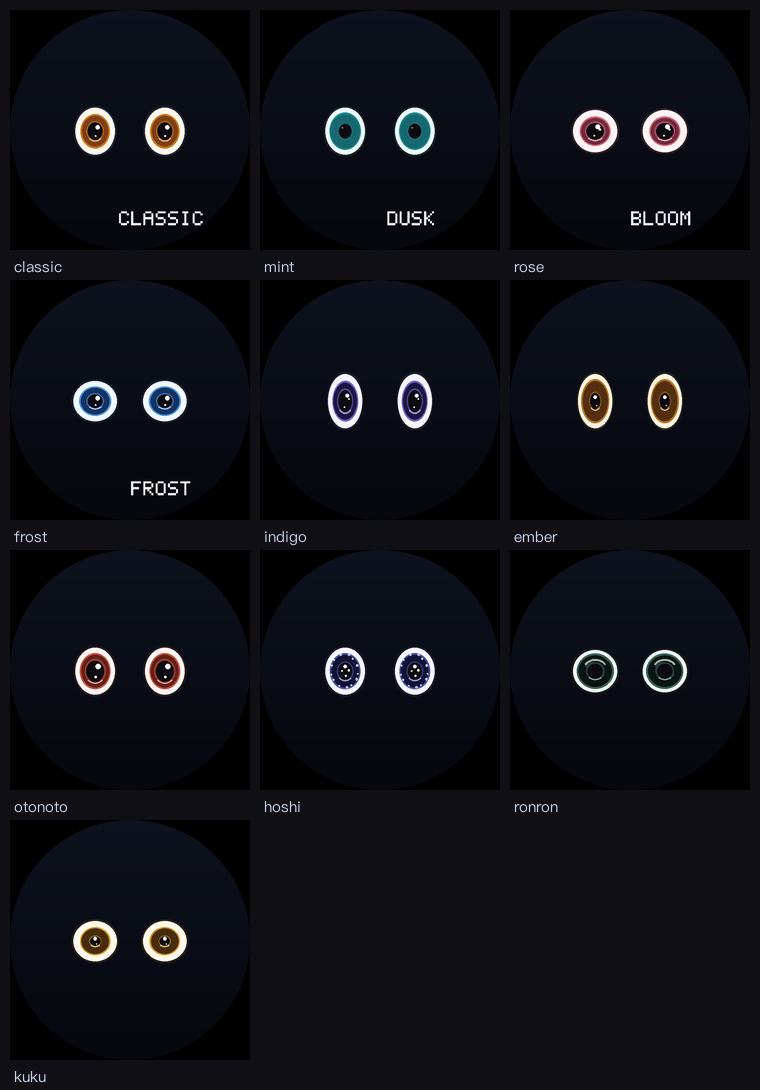 CLASSIC
DUSK
BLOOM
classic
mint
rose
FROST
frost
indigo
ember
otonoto
hoshi
ronron
kuku